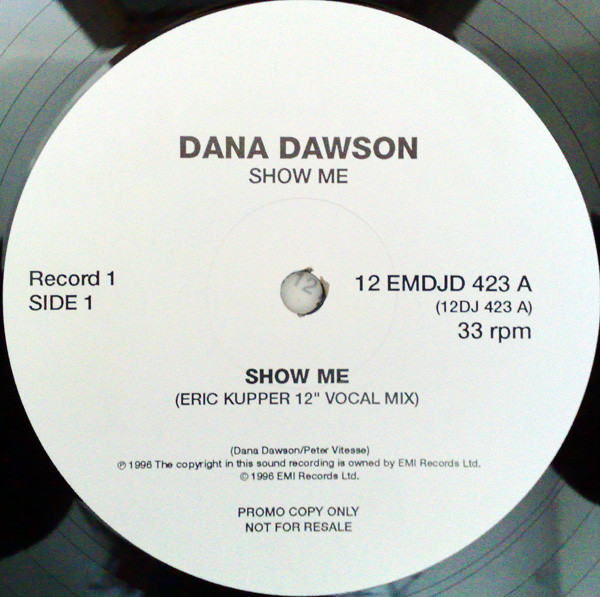 DANA DAWSON
SHOW ME
Record 1
SIDE 1
12 EMDJD 423 A
(12DJ 423 A)
33 rpm
12
SHOW ME
(ERIC KUPPER 12" VOCAL MIX)
(Dana Dawson/Peter Vitesse)
℗ 1996 The copyright in this sound recording is owned by EMI Records Ltd.
© 1996 EMI Records Ltd.
PROMO COPY ONLY
NOT FOR RESALE